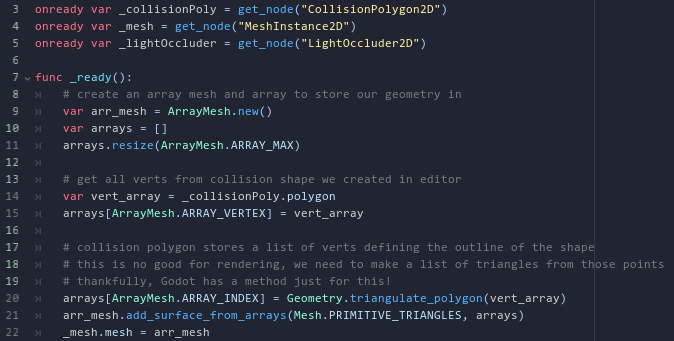 3 onready var _collisionPoly = get_node("CollisionPolygon2D")
4 onready var _mesh = get_node("MeshInstance2D")
5 onready var _lightOccluder = get_node("LightOccluder2D")
6
7 func _ready():
8 # create an array mesh and array to store our geometry in
9 var arr_mesh = ArrayMesh.new()
10 var arrays = []
11 arrays.resize(ArrayMesh.ARRAY_MAX)
12
13 # get all verts from collision shape we created in editor
14 var vert_array = _collisionPoly.polygon
15 arrays[ArrayMesh.ARRAY_VERTEX] = vert_array
16
17 # collision polygon stores a list of verts defining the outline of the shape
18 # this is no good for rendering, we need to make a list of triangles from those points
19 # thankfully, Godot has a method just for this!
20 arrays[ArrayMesh.ARRAY_INDEX] = Geometry.triangulate_polygon(vert_array)
21 arr_mesh.add_surface_from_arrays(Mesh.PRIMITIVE_TRIANGLES, arrays)
22 _mesh.mesh = arr_mesh